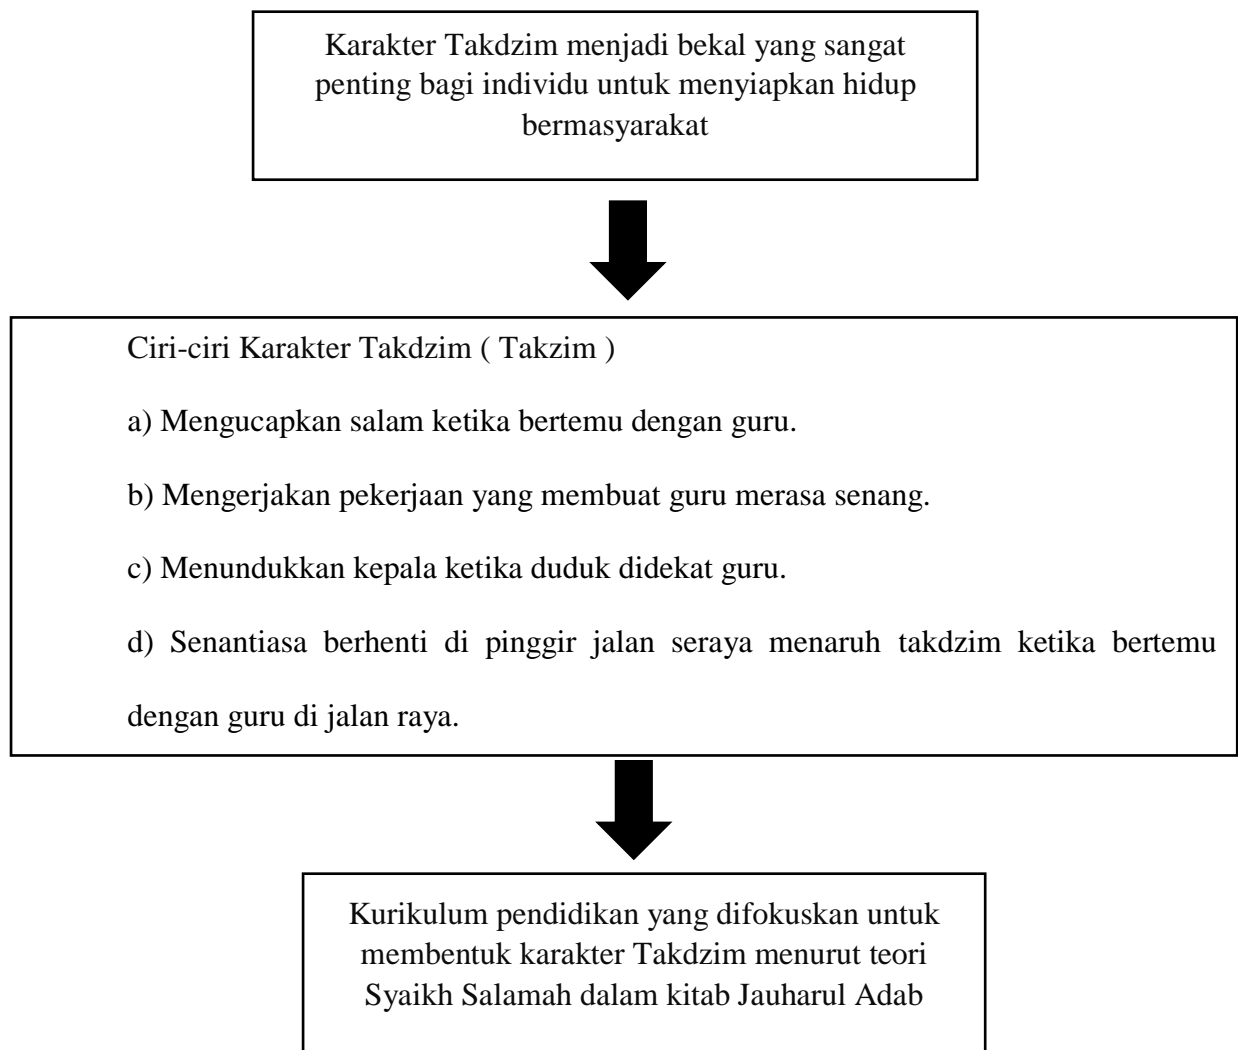 Karakter Takdzim menjadi bekal yang sangat
penting bagi individu untuk menyiapkan hidup
bermasyarakat
Ciri-ciri Karakter Takdzim ( Takzim )
a) Mengucapkan salam ketika bertemu dengan guru.
b) Mengerjakan pekerjaan yang membuat guru merasa senang.
c) Menundukkan kepala ketika duduk didekat guru.
d) Senantiasa berhenti di pinggir jalan seraya menaruh takdzim ketika bertemu
dengan guru di jalan raya.
Kurikulum pendidikan yang difokuskan untuk
membentuk karakter Takdzim menurut teori
Syaikh Salamah dalam kitab Jauharul Adab